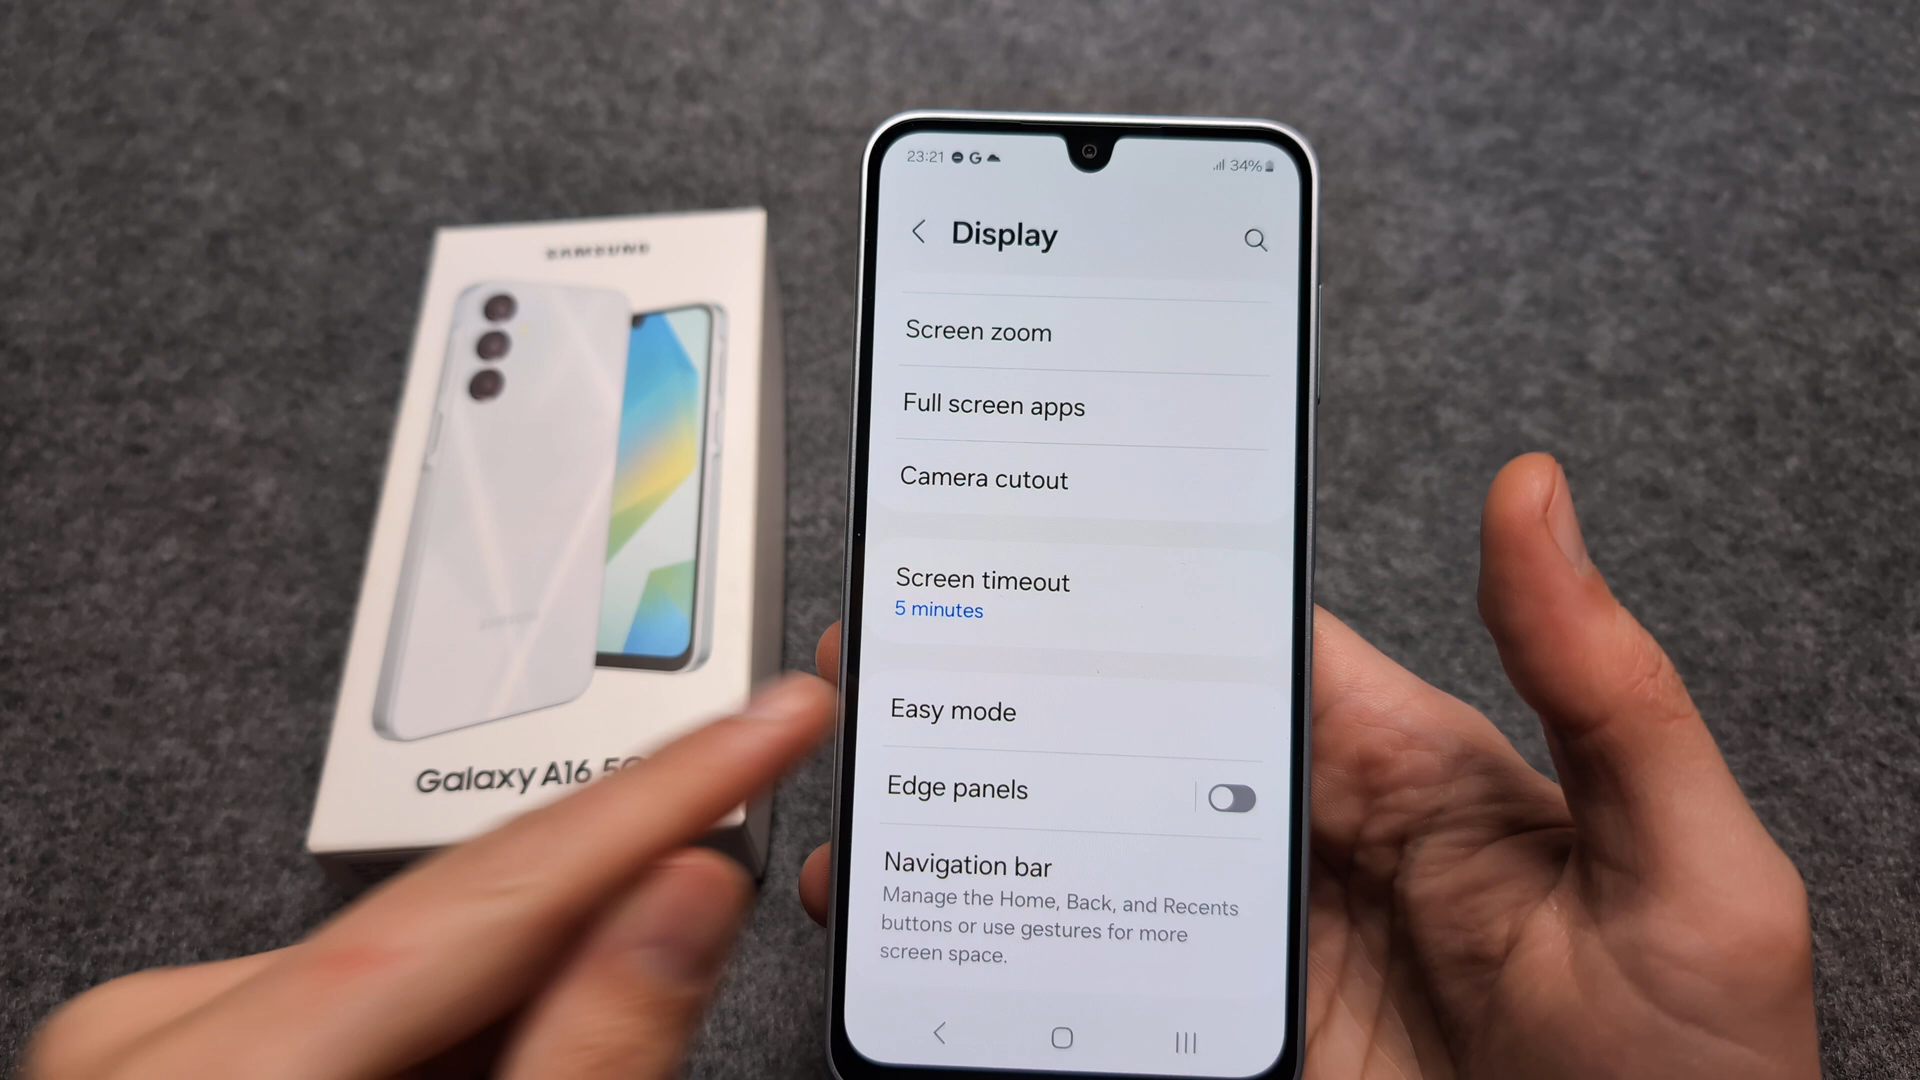 SAMSUNG
Galaxy A16
23:21
G
34%
Display
Screen zoom
Full screen apps
Camera cutout
Screen timeout
5 minutes
Easy mode
Edge panels
Navigation bar
Manage the Home, Back, and Recents
buttons or use gestures for more
screen space.